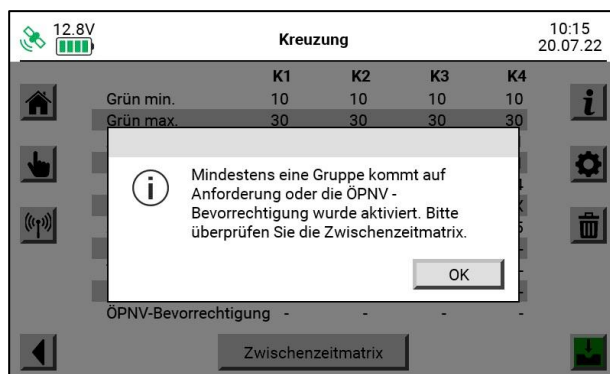 12.8V
Kreuzung
10:15
20.07.22
K1 K2 K3 K4
Grün min. 10 10 10 10
Grün max. 30 30 30 30
Mindestens eine Gruppe kommt auf
Anforderung oder die ÖPNV -
Bevorrechtigung wurde aktiviert. Bitte
überprüfen Sie die Zwischenzeitmatrix.
OK
ÖPNV-Bevorrechtigung - - - -
Zwischenzeitmatrix